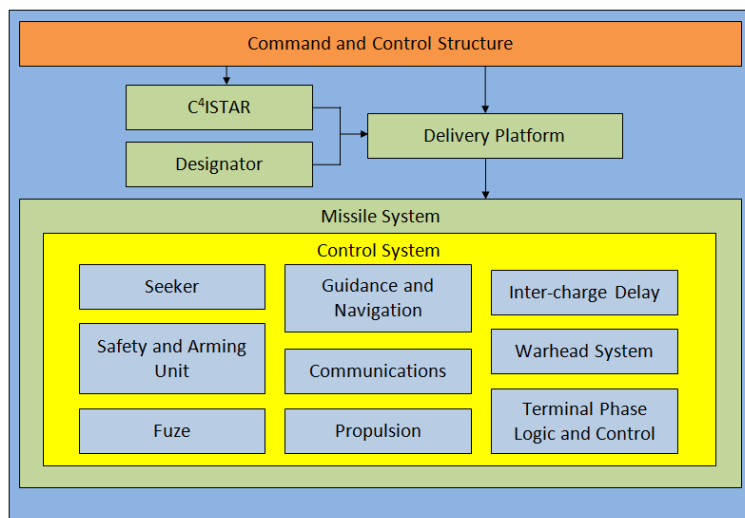 Command and Control Structure
C⁴ISTAR
Designator
Delivery Platform
Missile System
Control System
Seeker
Safety and Arming
Unit
Fuze
Guidance and
Navigation
Communications
Propulsion
Inter-charge Delay
Warhead System
Terminal Phase
Logic and Control